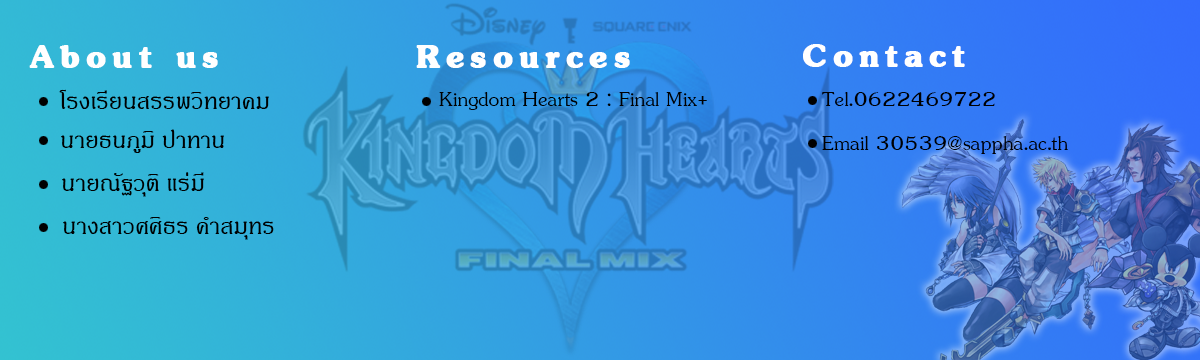 Disney SQUARE ENIX
KINGDOM HEARTS
FINAL MIX
About us
• โรงเรียนสรรพวิทยาคม
• นายธนภูมิ ป่าทาน
• นายณัฐวุติ แร่มี
• นางสาวศศิธร คำสมุทร
Resources
• Kingdom Hearts 2 : Final Mix+
Contact
• Tel.0622469722
• Email 30539@sappha.ac.th